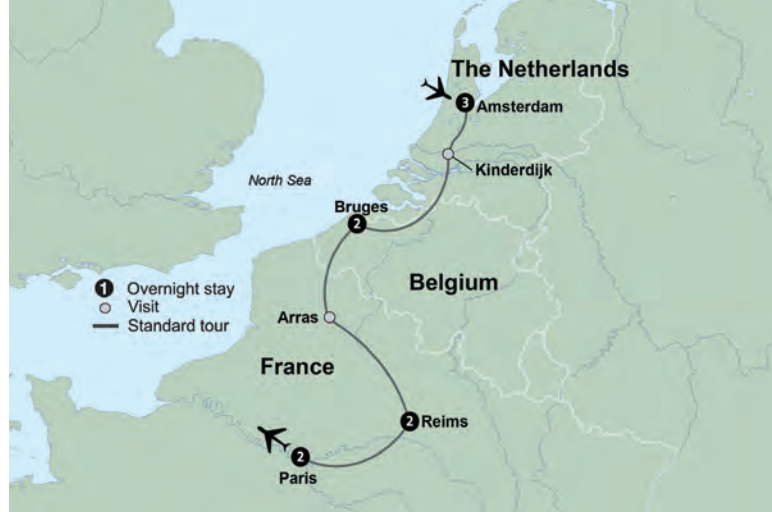 The Netherlands
3 Amsterdam
Kinderdijk
North Sea
Bruges
2
Belgium
1 Overnight stay
Visit
Standard tour
Arras
France
2 Reims
2
Paris